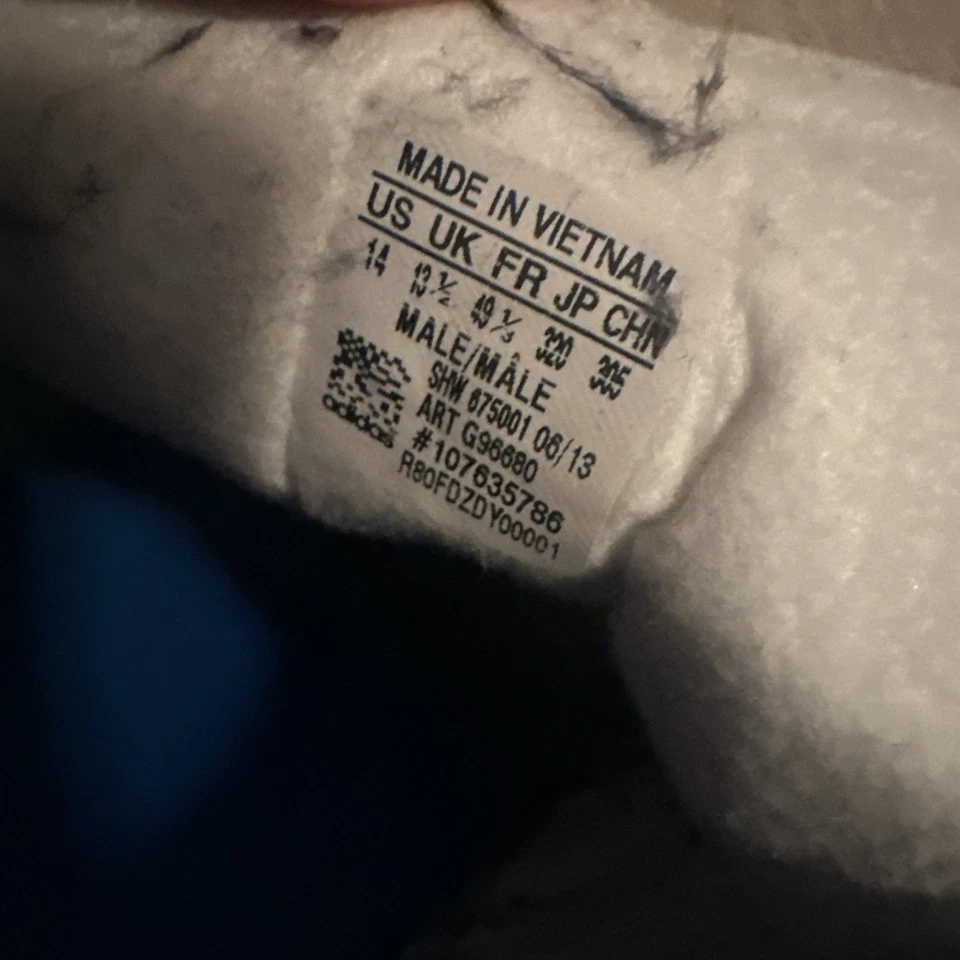 MADE IN VIETNAM
US UK FR JP CHN
14 13 ½ 49 ⅓ 320
MALE/MÂLE
SHW 675001 06/13
ART G96680
#107635786
R80FDZDY00001
adidas